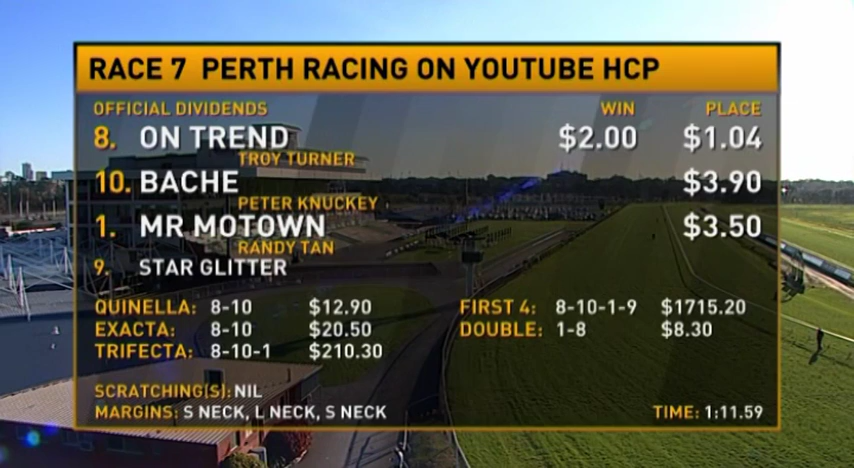 RACE 7 PERTH RACING ON YOUTUBE HCP
OFFICIAL DIVIDENDS WIN PLACE
8. ON TREND $2.00 $1.04
TROY TURNER
10. BACHE $3.90
PETER KNUCKEY
1. MR MOTOWN $3.50
RANDY TAN
9. STAR GLITTER
QUINELLA: 8-10 $12.90 FIRST 4: 8-10-1-9 $1715.20
EXACTA: 8-10 $20.50 DOUBLE: 1-8 $8.30
TRIFECTA: 8-10-1 $210.30
SCRATCHING(S): NIL
MARGINS: S NECK, L NECK, S NECK TIME: 1:11.59